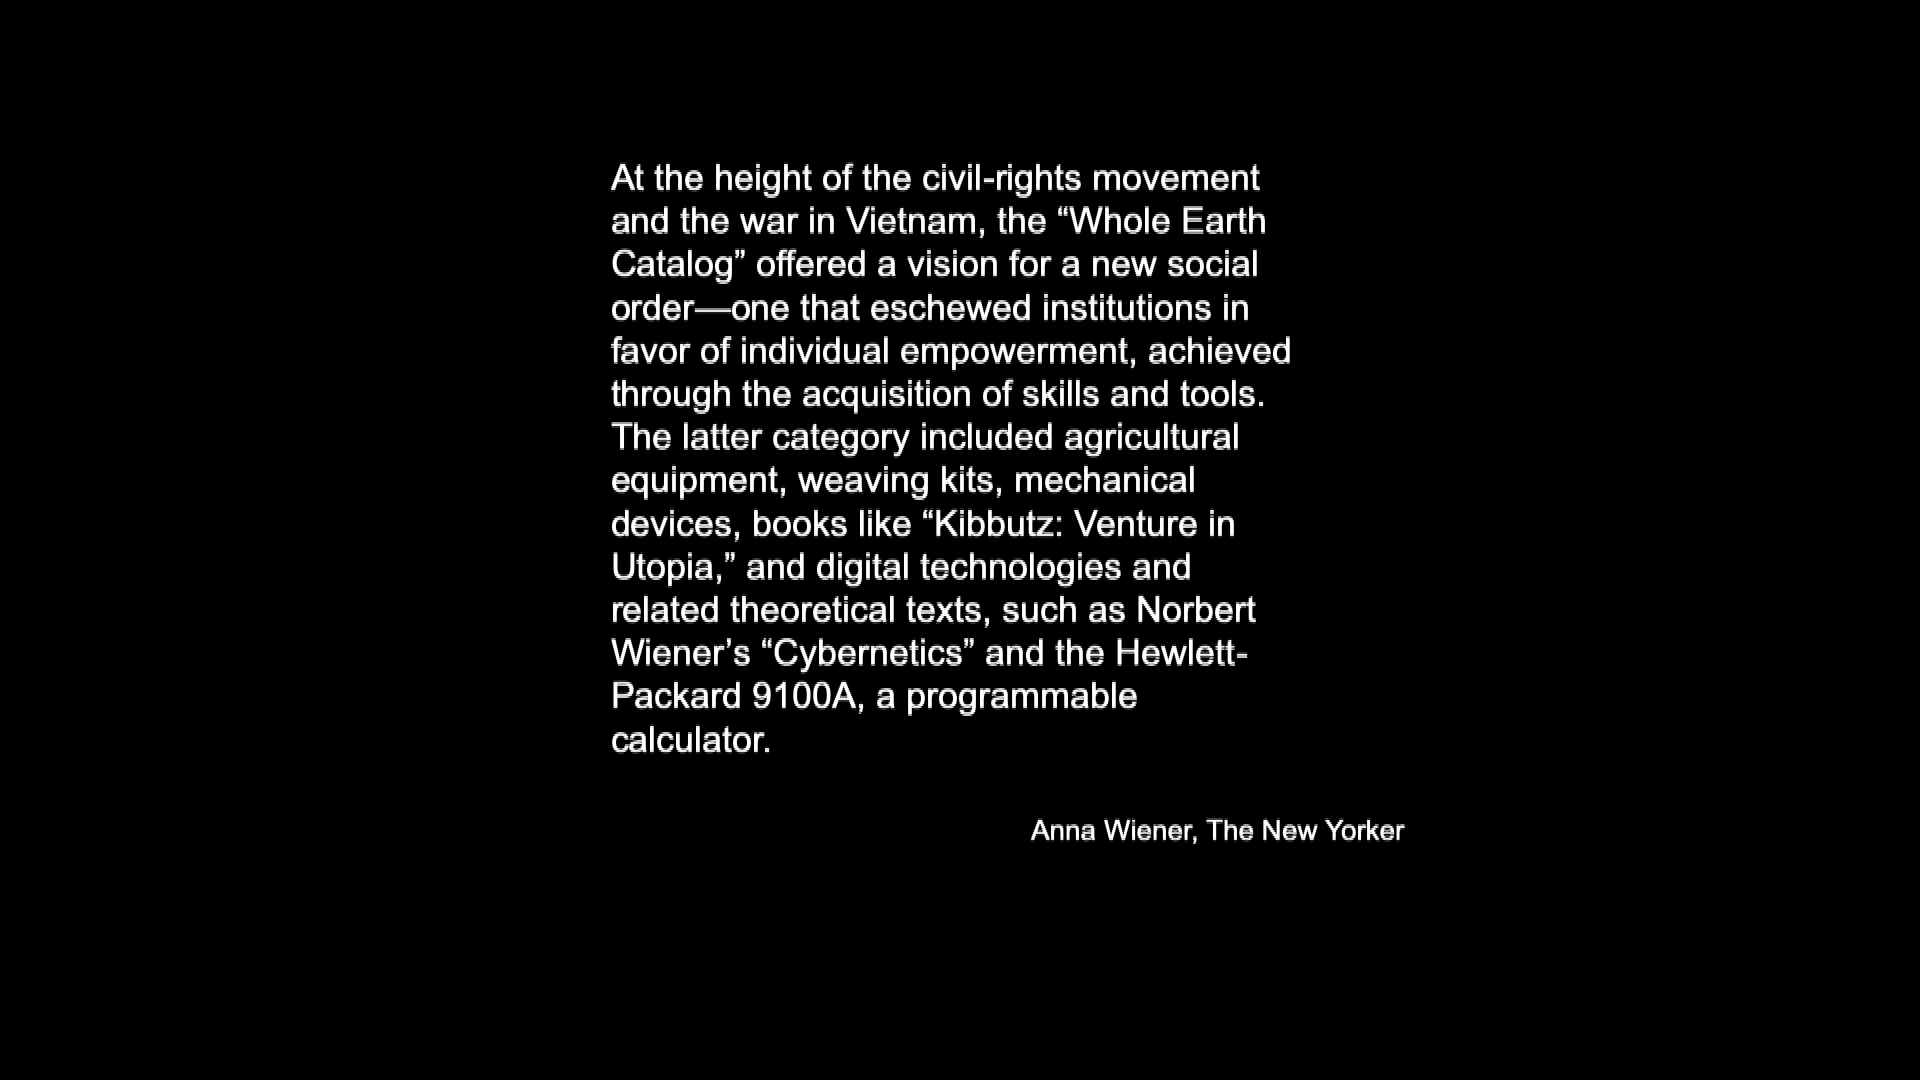 At the height of the civil-rights movement
and the war in Vietnam, the “Whole Earth
Catalog” offered a vision for a new social
order—one that eschewed institutions in
favor of individual empowerment, achieved
through the acquisition of skills and tools.
The latter category included agricultural
equipment, weaving kits, mechanical
devices, books like “Kibbutz: Venture in
Utopia,” and digital technologies and
related theoretical texts, such as Norbert
Wiener’s “Cybernetics” and the Hewlett-
Packard 9100A, a programmable
calculator.
Anna Wiener, The New Yorker